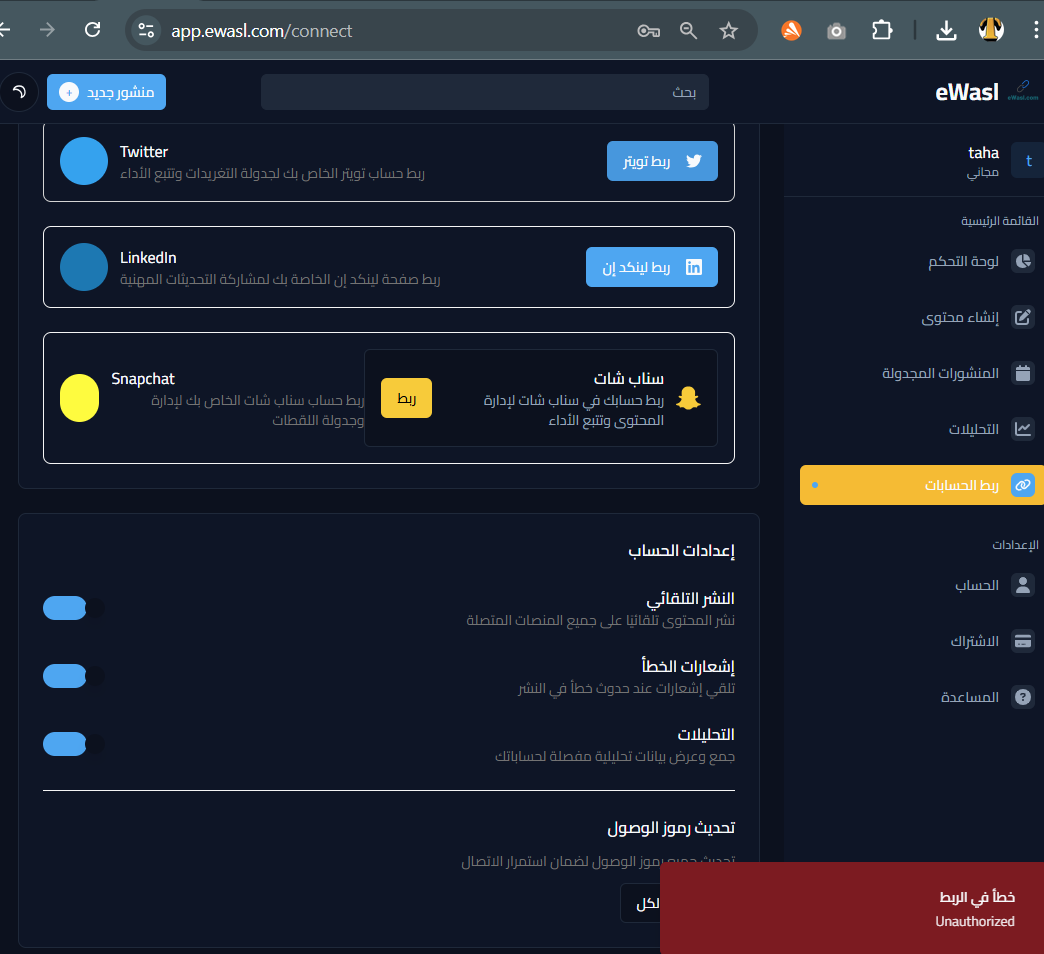 app.ewasl.com/connect
eWasl
eWasl.com
بحث
منشور جديد +
taha
t
مجاني
القائمة الرئيسية
لوحة التحكم
إنشاء محتوى
المنشورات المجدولة
التحليلات
ربط الحسابات
الإعدادات
الحساب
الاشتراك
المساعدة
Twitter
ربط حساب تويتر الخاص بك لجدولة التغريدات وتتبع الأداء
ربط تويتر
LinkedIn
ربط صفحة لينكد إن الخاصة بك لمشاركة التحديثات المهنية
ربط لينكد إن
Snapchat
ربط حساب سناب شات الخاص بك لإدارة
وجدولة اللقطات
سناب شات
ربط حسابك في سناب شات لإدارة
المحتوى وتتبع الأداء
ربط
إعدادات الحساب
النشر التلقائي
نشر المحتوى تلقائيًا على جميع المنصات المتصلة
إشعارات الخطأ
تلقي إشعارات عند حدوث خطأ في النشر
التحليلات
جمع وعرض بيانات تحليلية مفصلة لحساباتك
تحديث رموز الوصول
تحديث جميع رموز الوصول لضمان استمرار الاتصال
لكل
خطأ في الربط
Unauthorized